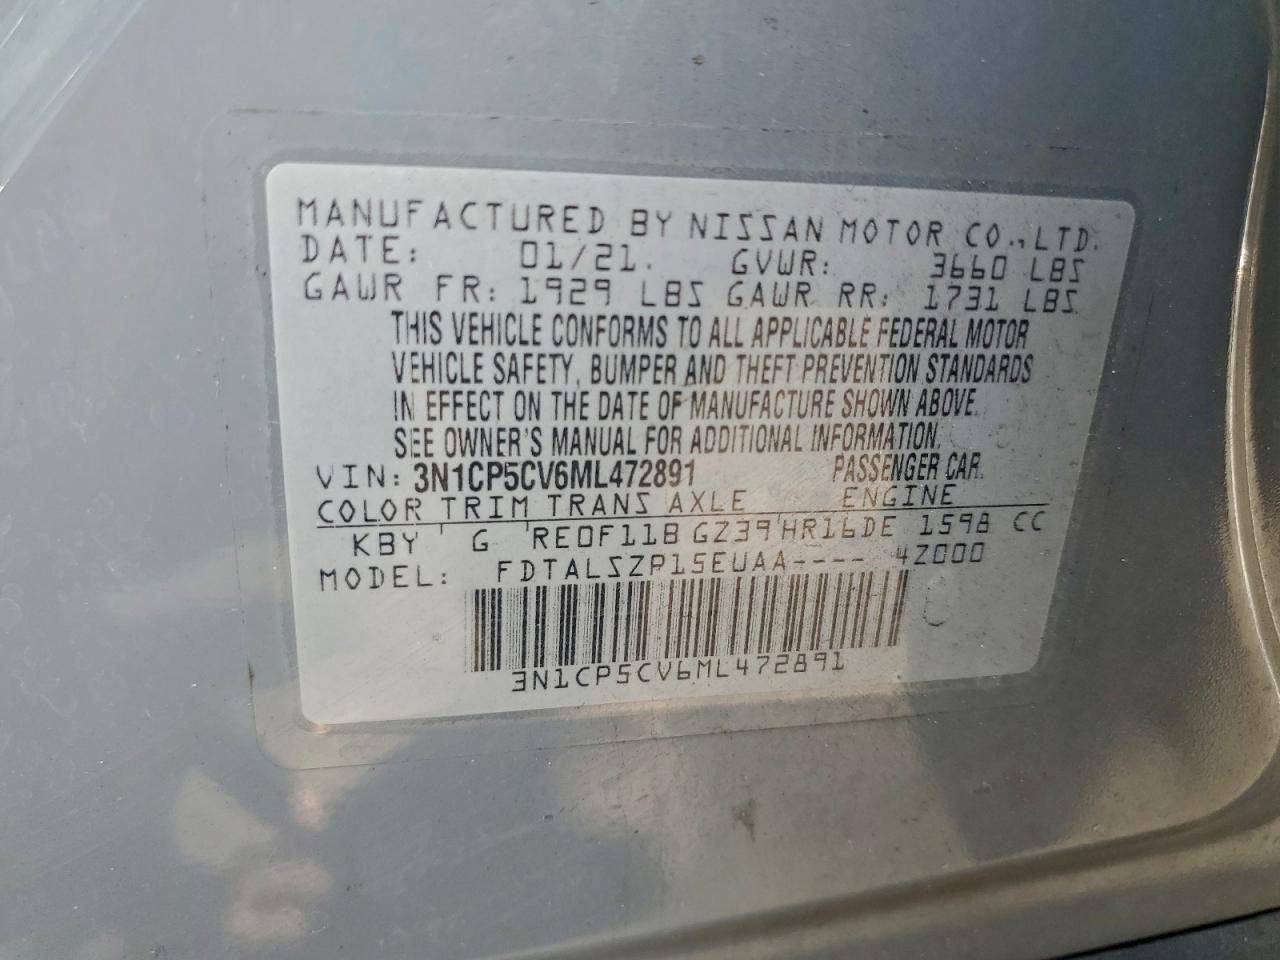 MANUFACTURED BY NISSAN MOTOR CO., LTD.
DATE: 01/21. GVWR: 3660 LBS
GAWR FR: 1929 LBS GAWR RR: 1731 LBS
THIS VEHICLE CONFORMS TO ALL APPLICABLE FEDERAL MOTOR
VEHICLE SAFETY, BUMPER AND THEFT PREVENTION STANDARDS
IN EFFECT ON THE DATE OF MANUFACTURE SHOWN ABOVE.
SEE OWNER'S MANUAL FOR ADDITIONAL INFORMATION.
VIN: 3N1CP5CV6ML472891 PASSENGER CAR.
COLOR TRIM TRANS AXLE ENGINE
KBY G RE0F11B GZ39 HR16DE 1598 CC
MODEL: FDTALSZP15EUAA---- 4Z000
3N1CP5CV6ML472891